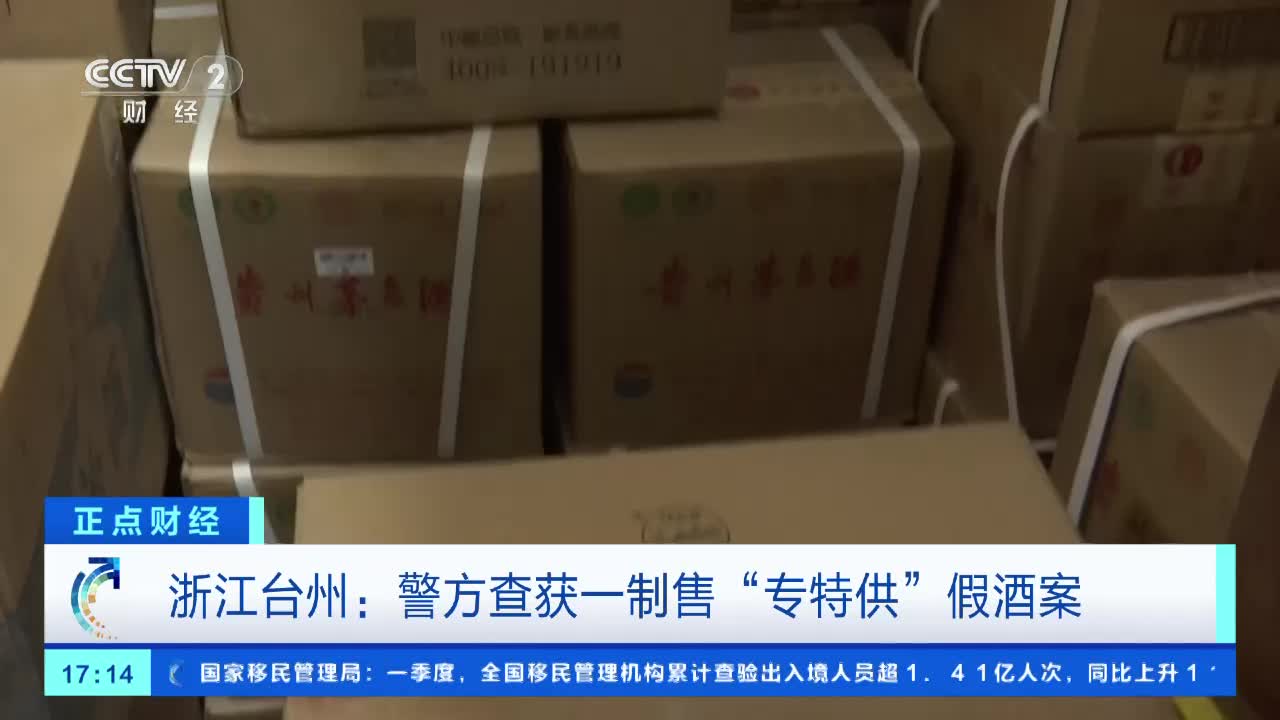 CCTV 2
财 经
4008-191919
贵州茅台酒
贵州茅台酒
正点财经
浙江台州：警方查获一制售“专特供”假酒案
17:14
国家移民管理局：一季度，全国移民管理机构累计查验出入境人员超1．41亿人次，同比上升1